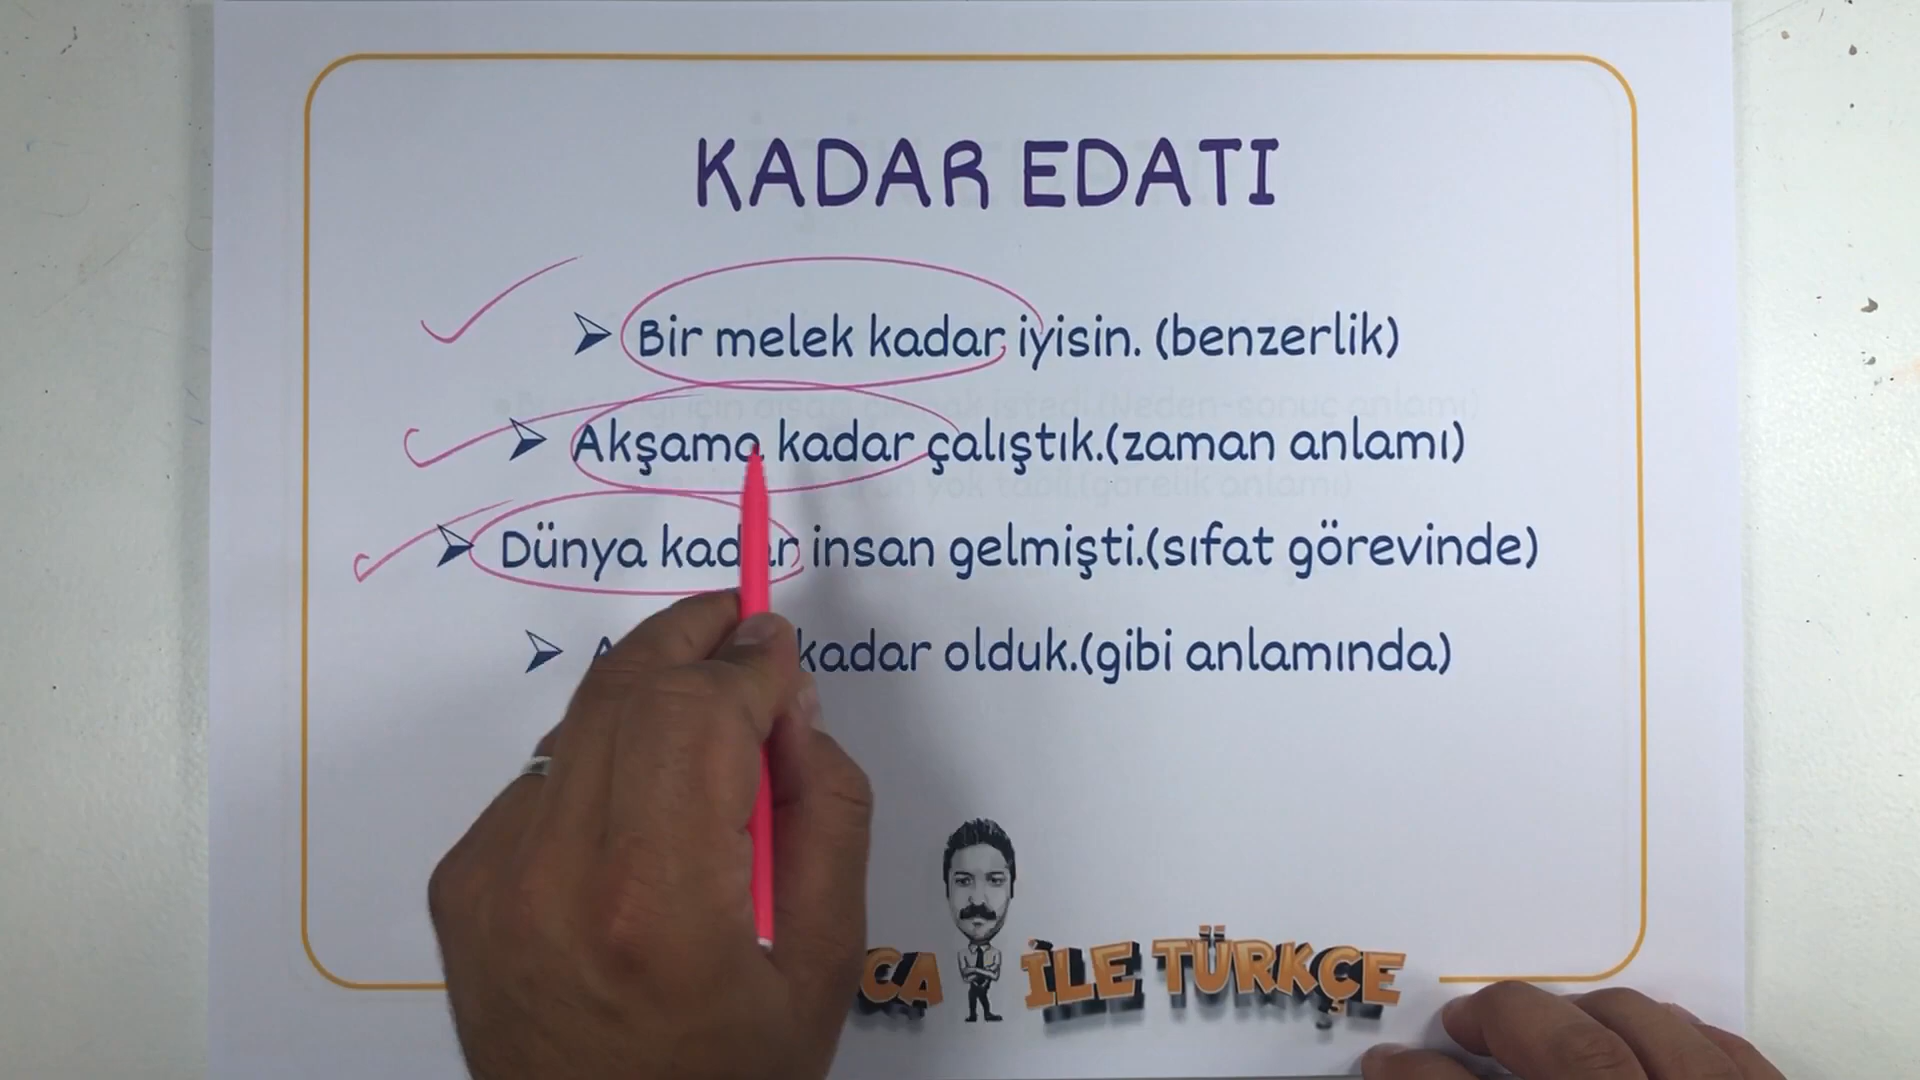 KADAR EDATI
Bir melek kadar iyisin. (benzerlik)
Akşama kadar çalıştık.(zaman anlamı)
Dünya kadar insan gelmişti.(sıfat görevinde)
kadar olduk.(gibi anlamında)
İLE TÜRKÇE